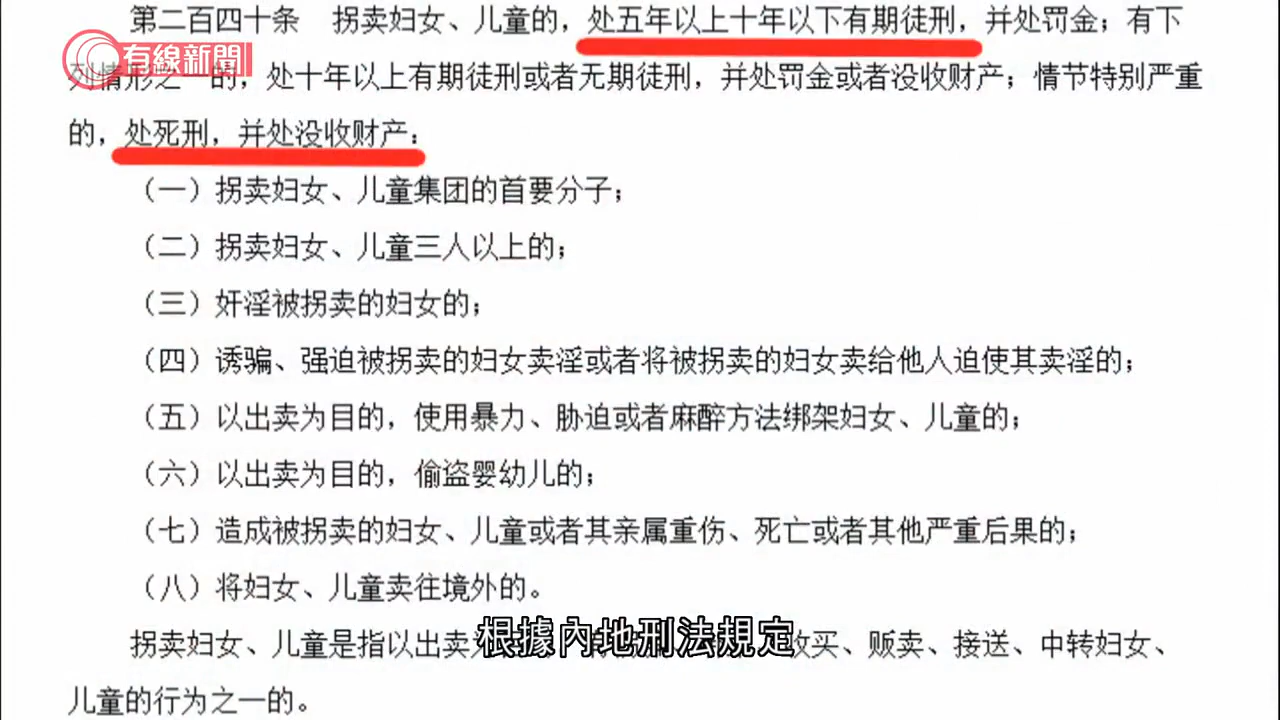 第二百四十条 拐卖妇女、儿童的，处五年以上十年以下有期徒刑，并处罚金；有下
有線新聞
列情形之一的，处十年以上有期徒刑或者无期徒刑，并处罚金或者没收财产；情节特别严重
的，处死刑，并处没收财产：
（一）拐卖妇女、儿童集团的首要分子；
（二）拐卖妇女、儿童三人以上的；
（三）奸淫被拐卖的妇女的；
（四）诱骗、强迫被拐卖的妇女卖淫或者将被拐卖的妇女卖给他人迫使其卖淫的；
（五）以出卖为目的，使用暴力、胁迫或者麻醉方法绑架妇女、儿童的；
（六）以出卖为目的，偷盗婴幼儿的；
（七）造成被拐卖的妇女、儿童或者其亲属重伤、死亡或者其他严重后果的；
（八）将妇女、儿童卖往境外的。
根據內地刑法規定
拐卖妇女、儿童是指以出卖 收买、贩卖、接送、中转妇女、
儿童的行为之一的。